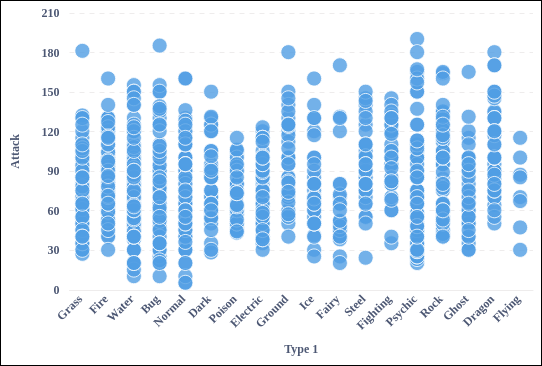 210
180
150
120
90
60
30
0
Attack
Grass
Fire
Water
Bug
Normal
Dark
Poison
Electric
Ground
Ice
Fairy
Steel
Fighting
Psychic
Rock
Ghost
Dragon
Flying
Type 1